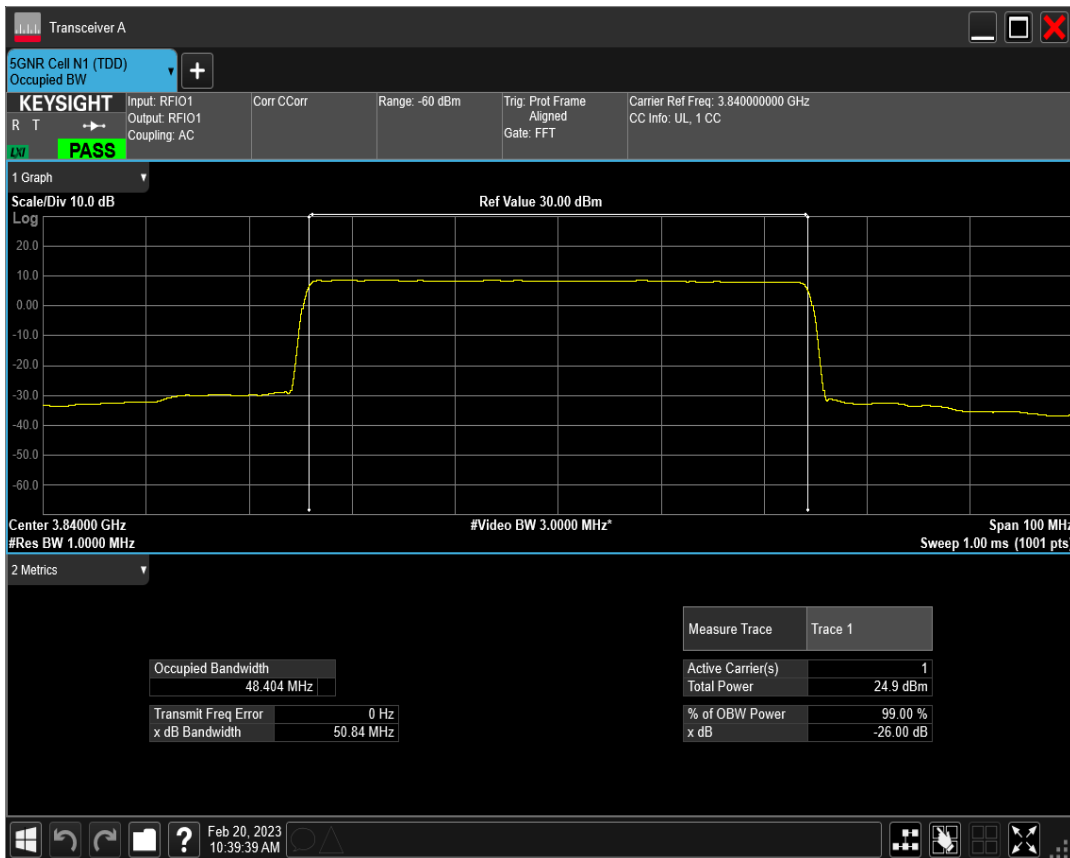 Transceiver A
5GNR Cell N1 (TDD)
Occupied BW
KEYSIGHT
R T
LXI
PASS
Input: RFIO1
Output: RFIO1
Coupling: AC
Corr CCorr
Range: -60 dBm
Trig: Prot Frame
Aligned
Gate: FFT
Carrier Ref Freq: 3.840000000 GHz
CC Info: UL, 1 CC
1 Graph
Scale/Div 10.0 dB
Ref Value 30.00 dBm
Log
20.0
10.0
0.00
-10.0
-20.0
-30.0
-40.0
-50.0
-60.0
Center 3.84000 GHz
#Video BW 3.0000 MHz*
Span 100 MHz
#Res BW 1.0000 MHz
Sweep 1.00 ms (1001 pts)
2 Metrics
Measure Trace Trace 1
Occupied Bandwidth
48.404 MHz
Active Carrier(s) 1
Total Power 24.9 dBm
Transmit Freq Error 0 Hz
x dB Bandwidth 50.84 MHz
% of OBW Power 99.00 %
x dB -26.00 dB
?
Feb 20, 2023
10:39:39 AM